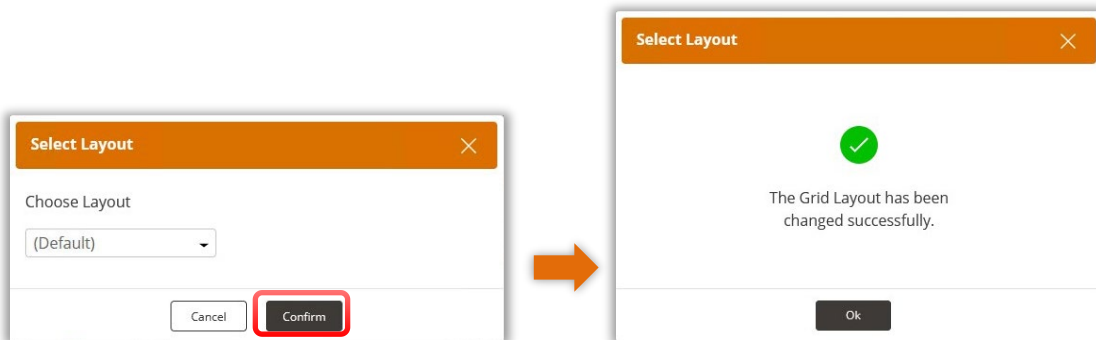 Select Layout
Choose Layout
(Default)
Cancel
Confirm
Select Layout
The Grid Layout has been
changed successfully.
Ok